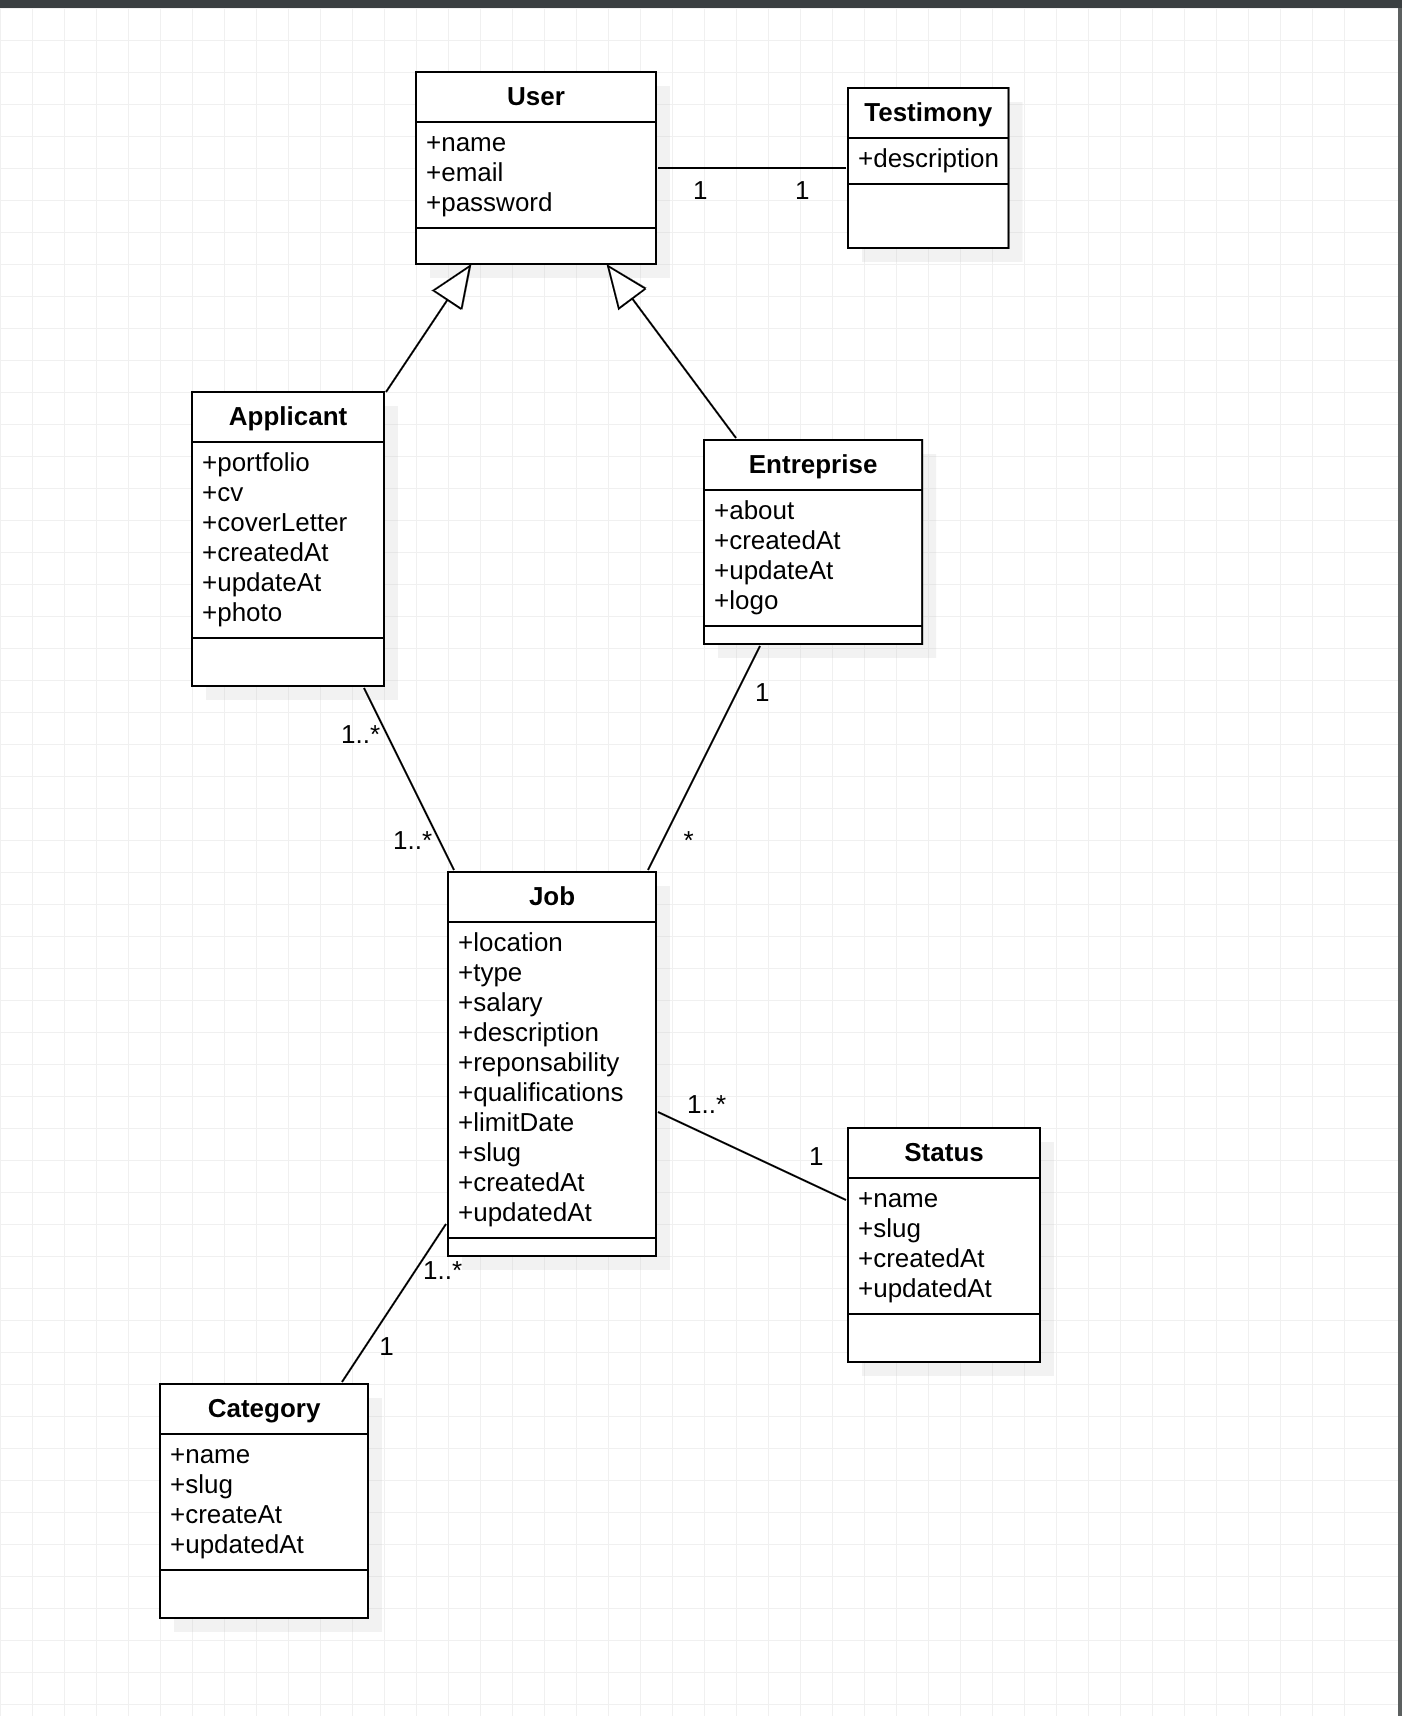 User
+name
+email
+password
Testimony
+description
1
1
Applicant
+portfolio
+cv
+coverLetter
+createdAt
+updateAt
+photo
Entreprise
+about
+createdAt
+updateAt
+logo
1..*
1..*
1
*
Job
+location
+type
+salary
+description
+reponsability
+qualifications
+limitDate
+slug
+createdAt
+updatedAt
1..*
1
Status
+name
+slug
+createdAt
+updatedAt
1..*
1
Category
+name
+slug
+createAt
+updatedAt